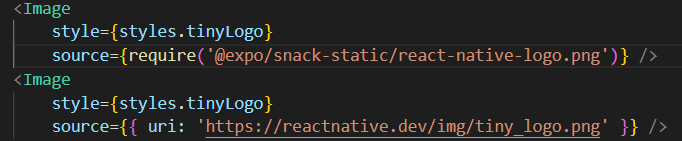 <Image
    style={styles.tinyLogo}
    source={require('@expo/snack-static/react-native-logo.png')} />
<Image
    style={styles.tinyLogo}
    source={{ uri: 'https://reactnative.dev/img/tiny_logo.png' }} />